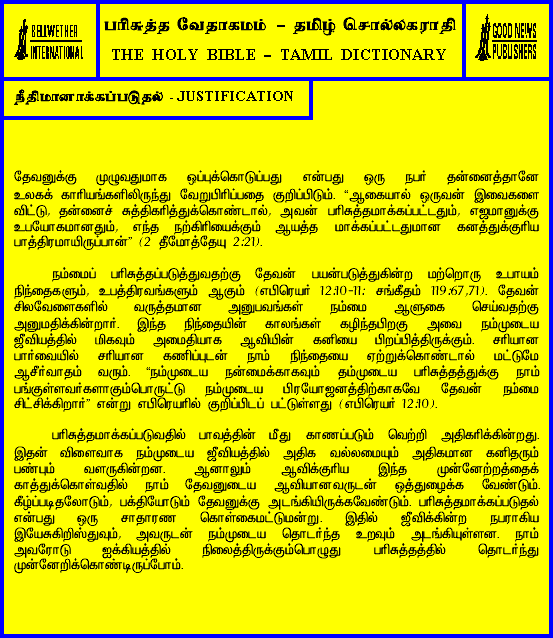 BELLWETHER
INTERNATIONAL
பரிசுத்த வேதாகமம் – தமிழ் சொல்லகராதி
THE HOLY BIBLE – TAMIL DICTIONARY
GOOD NEWS
PUBLISHERS
நீதிமானாக்கப்படுதல் - JUSTIFICATION
தேவனுக்கு முழுவதுமாக ஒப்புக்கொடுப்பது என்பது ஒரு நபர் தன்னைத்தானே
உலகக் காரியங்களிலிருந்து வேறுபிரிப்பதை குறிப்பிடும். “ஆகையால் ஒருவன் இவைகளை
விட்டு, தன்னைச் சுத்திகரித்துக்கொண்டால், அவன் பரிசுத்தமாக்கப்பட்டதும், எஜமானுக்கு
உபயோகமானதும், எந்த நற்கிரியைக்கும் ஆயத்த மாக்கப்பட்டதுமான கனத்துக்குரிய
பாத்திரமாயிருப்பான்” (2 தீமோத்தேயு 2:21).
நம்மைப் பரிசுத்தப்படுத்துவதற்கு தேவன் பயன்படுத்துகின்ற மற்றொரு உபாயம்
நிந்தைகளும், உபத்திரவங்களும் ஆகும் (எபிரெயர் 12:10-11; சங்கீதம் 119:67,71). தேவன்
சிலவேளைகளில் வருத்தமான அனுபவங்கள் நம்மை ஆளுகை செய்வதற்கு
அனுமதிக்கின்றார். இந்த நிந்தையின் காலங்கள் கழிந்தபிறகு அவை நம்முடைய
ஜீவியத்தில் மிகவும் அமைதியாக ஆவியின் கனியை பிறப்பித்திருக்கும். சரியான
பார்வையில் சரியான கணிப்புடன் நாம் நிந்தையை ஏற்றுக்கொண்டால் மட்டுமே
ஆசீர்வாதம் வரும். “நம்முடைய நன்மைக்காகவும் தம்முடைய பரிசுத்தத்துக்கு நாம்
பங்குள்ளவர்களாகும்பொருட்டு நம்முடைய பிரயோஜனத்திற்காகவே தேவன் நம்மை
சிட்சிக்கிறார்” என்று எபிரெயரில் குறிப்பிடப் பட்டுள்ளது (எபிரெயர் 12:10).
பரிசுத்தமாக்கப்படுவதில் பாவத்தின் மீது காணப்படும் வெற்றி அதிகரிக்கின்றது.
இதன் விளைவாக நம்முடைய ஜீவியத்தில் அதிக வல்லமையும் அதிகமான கனிதரும்
பண்பும் வளருகின்றன. ஆனாலும் ஆவிக்குரிய இந்த முன்னேற்றத்தைக்
காத்துக்கொள்வதில் நாம் தேவனுடைய ஆவியானவருடன் ஒத்துழைக்க வேண்டும்.
கீழ்ப்படிதலோடும், பக்தியோடும் தேவனுக்கு அடங்கியிருக்கவேண்டும். பரிசுத்தமாக்கப்படுதல்
என்பது ஒரு சாதாரண கொள்கைமட்டுமன்று. இதில் ஜீவிக்கின்ற நபராகிய
இயேசுகிறிஸ்துவும், அவருடன் நம்முடைய தொடர்ந்த உறவும் அடங்கியுள்ளன. நாம்
அவரோடு ஐக்கியத்தில் நிலைத்திருக்கும்பொழுது பரிசுத்தத்தில் தொடர்ந்து
முன்னேறிக்கொண்டிருப்போம்.